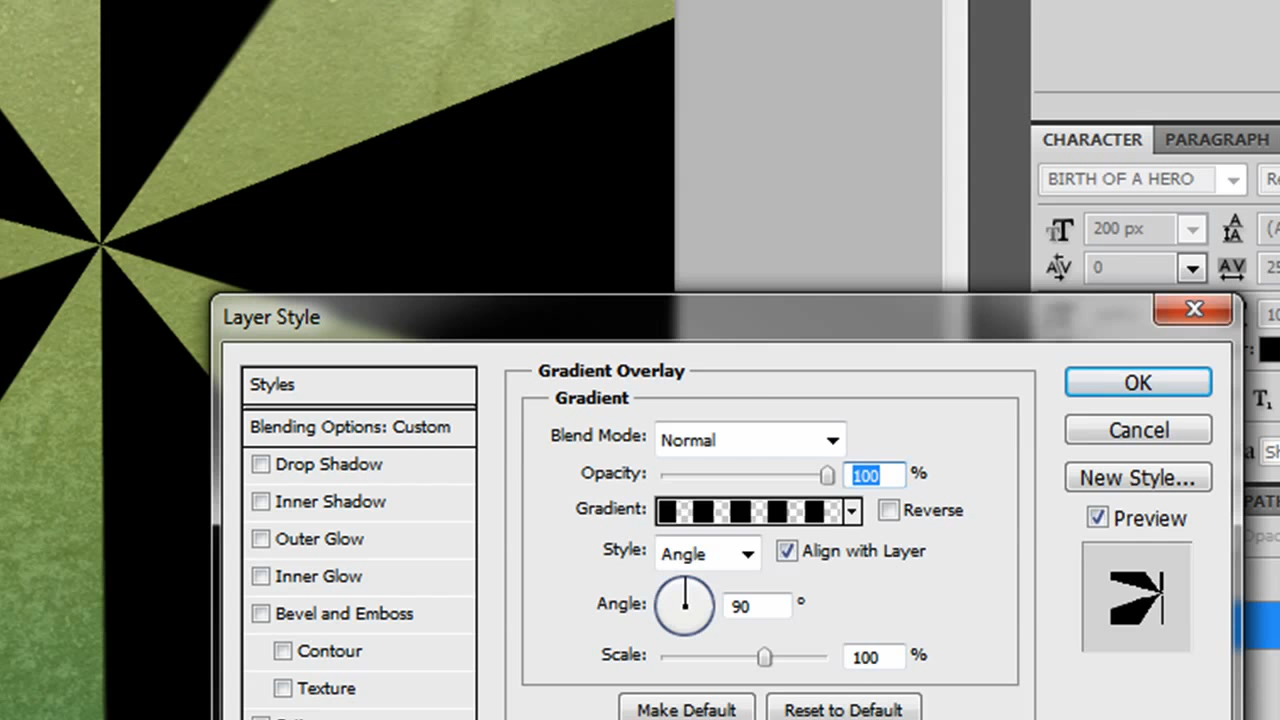 CHARACTER PARAGRAPH
BIRTH OF A HERO
200 px
0
Layer Style
Styles
Blending Options: Custom
Drop Shadow
Inner Shadow
Outer Glow
Inner Glow
Bevel and Emboss
Contour
Texture
Gradient Overlay
Gradient
Blend Mode: Normal
Opacity: 100 %
Gradient: Reverse
Style: Angle Align with Layer
Angle: 90 °
Scale: 100 %
Make Default Reset to Default
OK
Cancel
New Style...
Preview